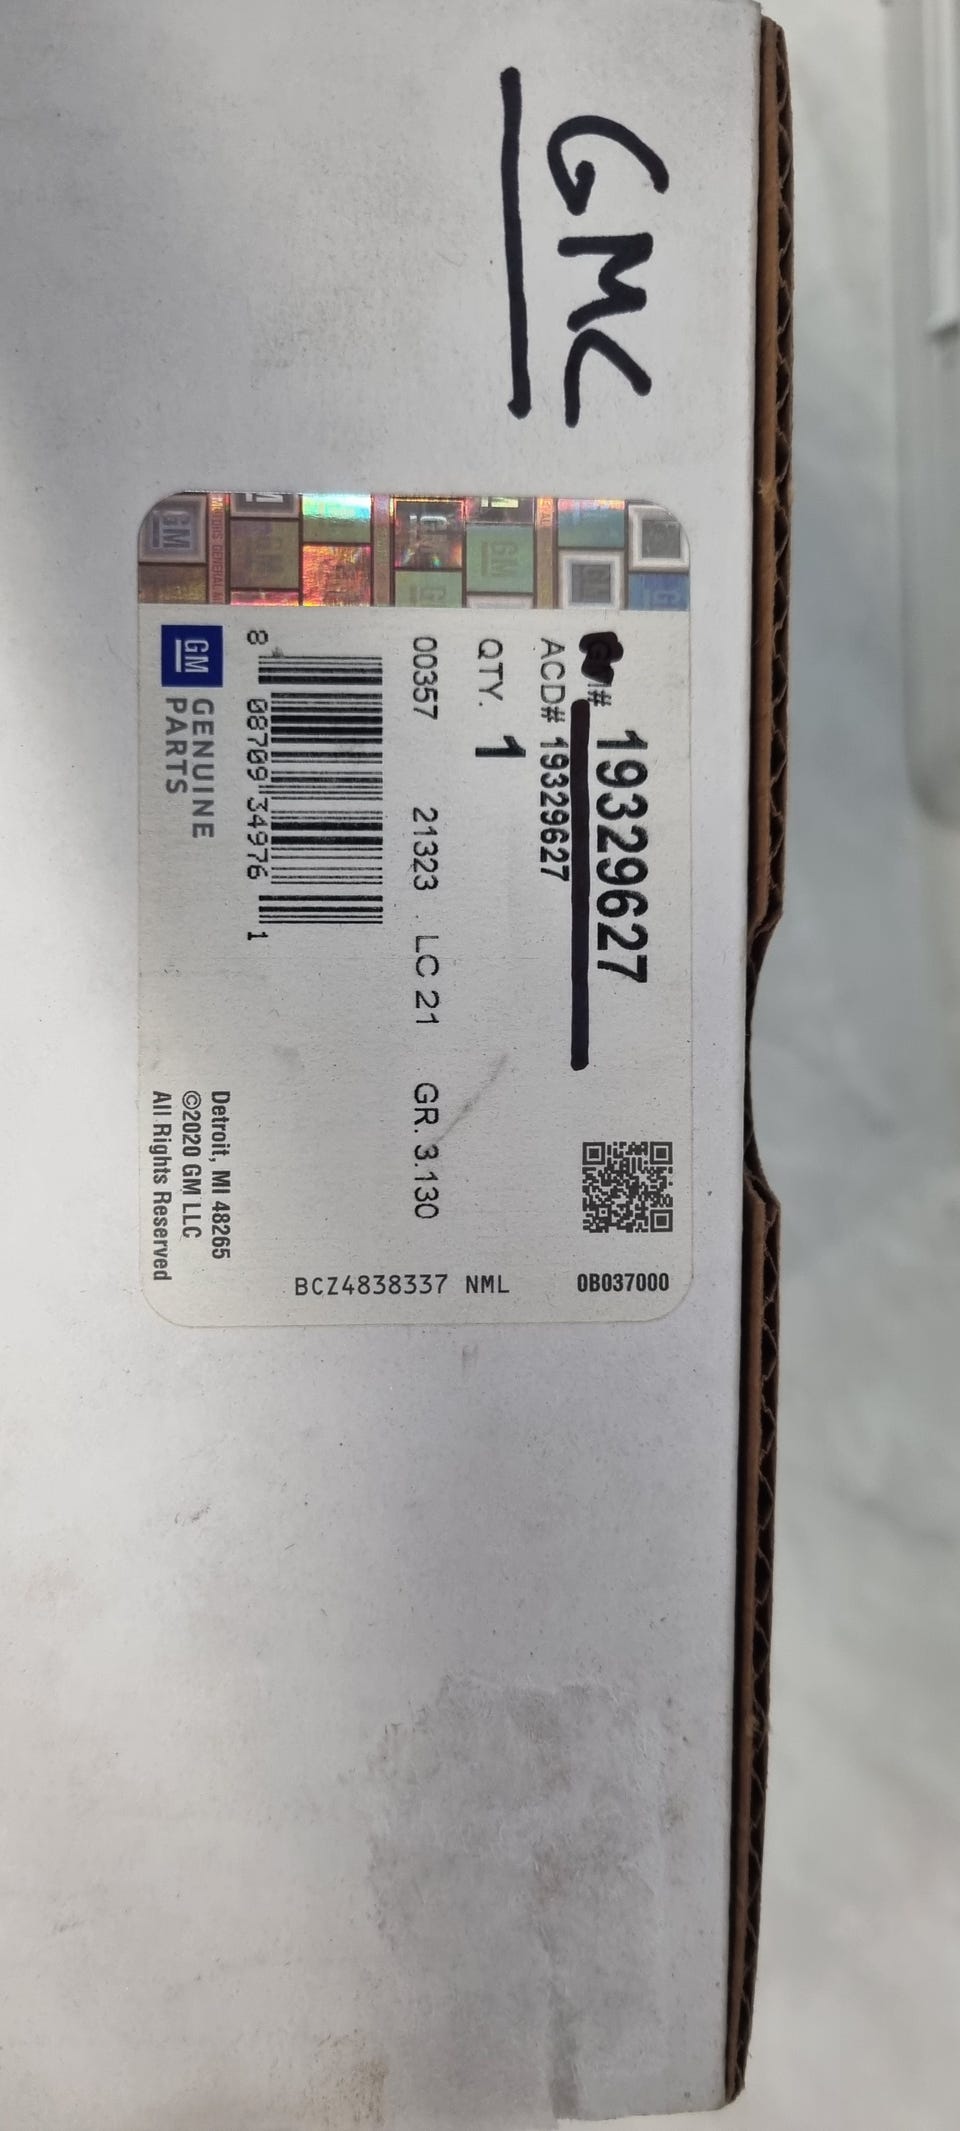 GMC
# 19329627
ACD# 19329627
QTY. 1
00357 21323 LC 21 GR. 3.130
8 08709 34976 1
GM GENUINE
PARTS
Detroit, MI 48265
©2020 GM LLC
All Rights Reserved
0B037000
BCZ4838337 NML